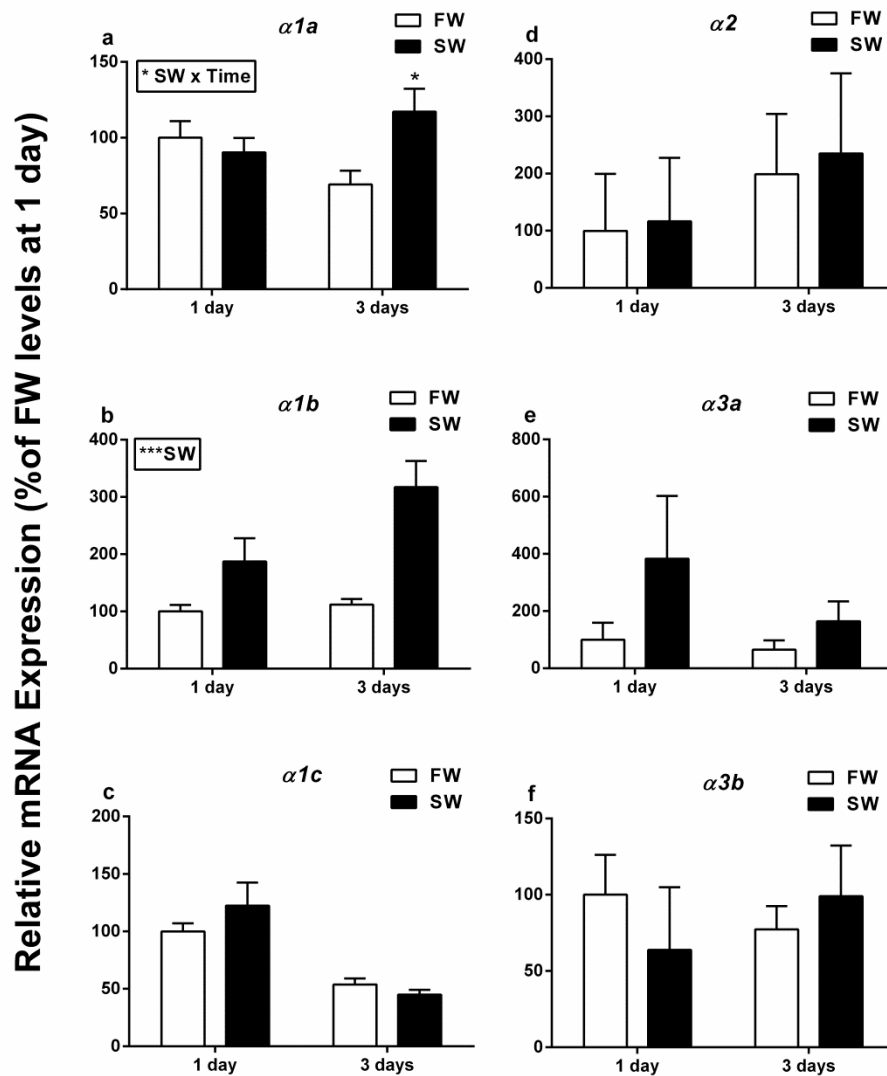 Relative mRNA Expression (%of FW levels at 1 day)
a
α1a
FW
SW
* SW x Time
*
150
100
50
0
1 day
3 days
b
α1b
FW
SW
***SW
400
300
200
100
0
1 day
3 days
c
α1c
FW
SW
200
150
100
50
0
1 day
3 days
d
α2
FW
SW
400
300
200
100
0
1 day
3 days
e
α3a
FW
SW
800
600
400
200
0
1 day
3 days
f
α3b
FW
SW
150
100
50
0
1 day
3 days